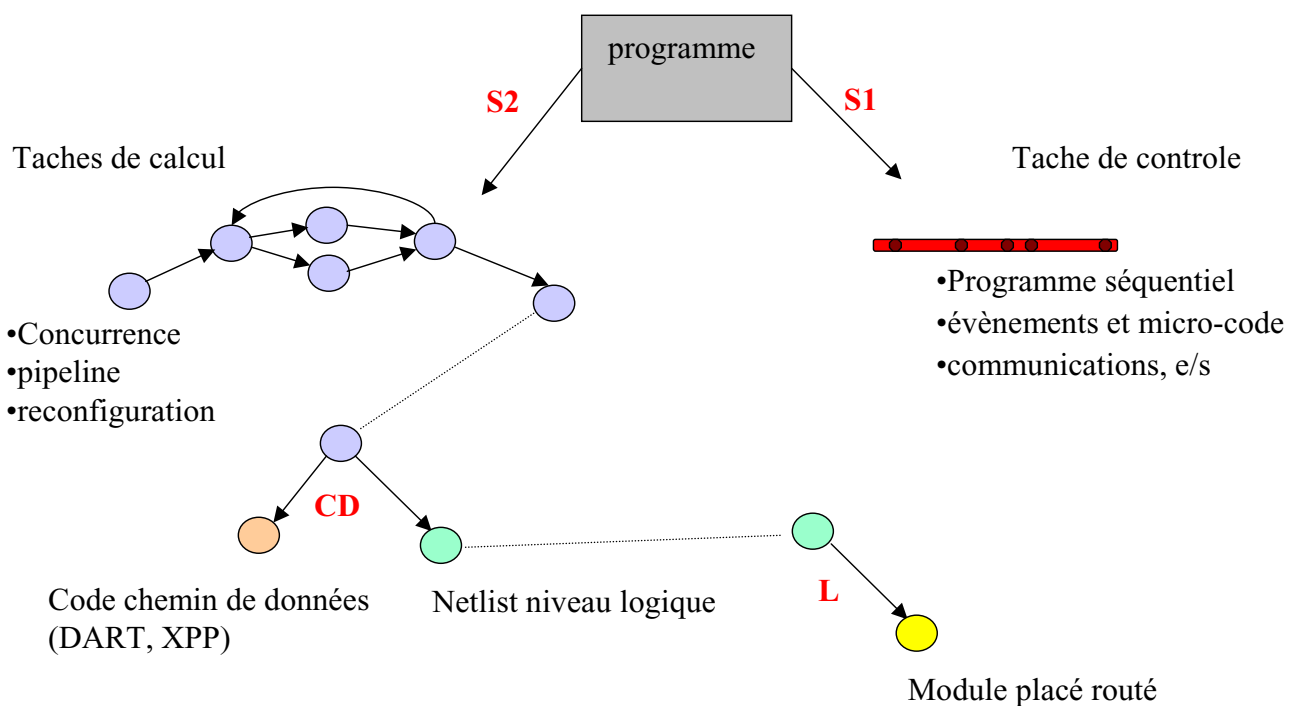 programme
S2
S1
Taches de calcul
Tache de controle
•Concurrence
•pipeline
•reconfiguration
•Programme séquentiel
•évènements et micro-code
•communications, e/s
CD
Code chemin de données
(DART, XPP)
Netlist niveau logique
L
Module placé routé